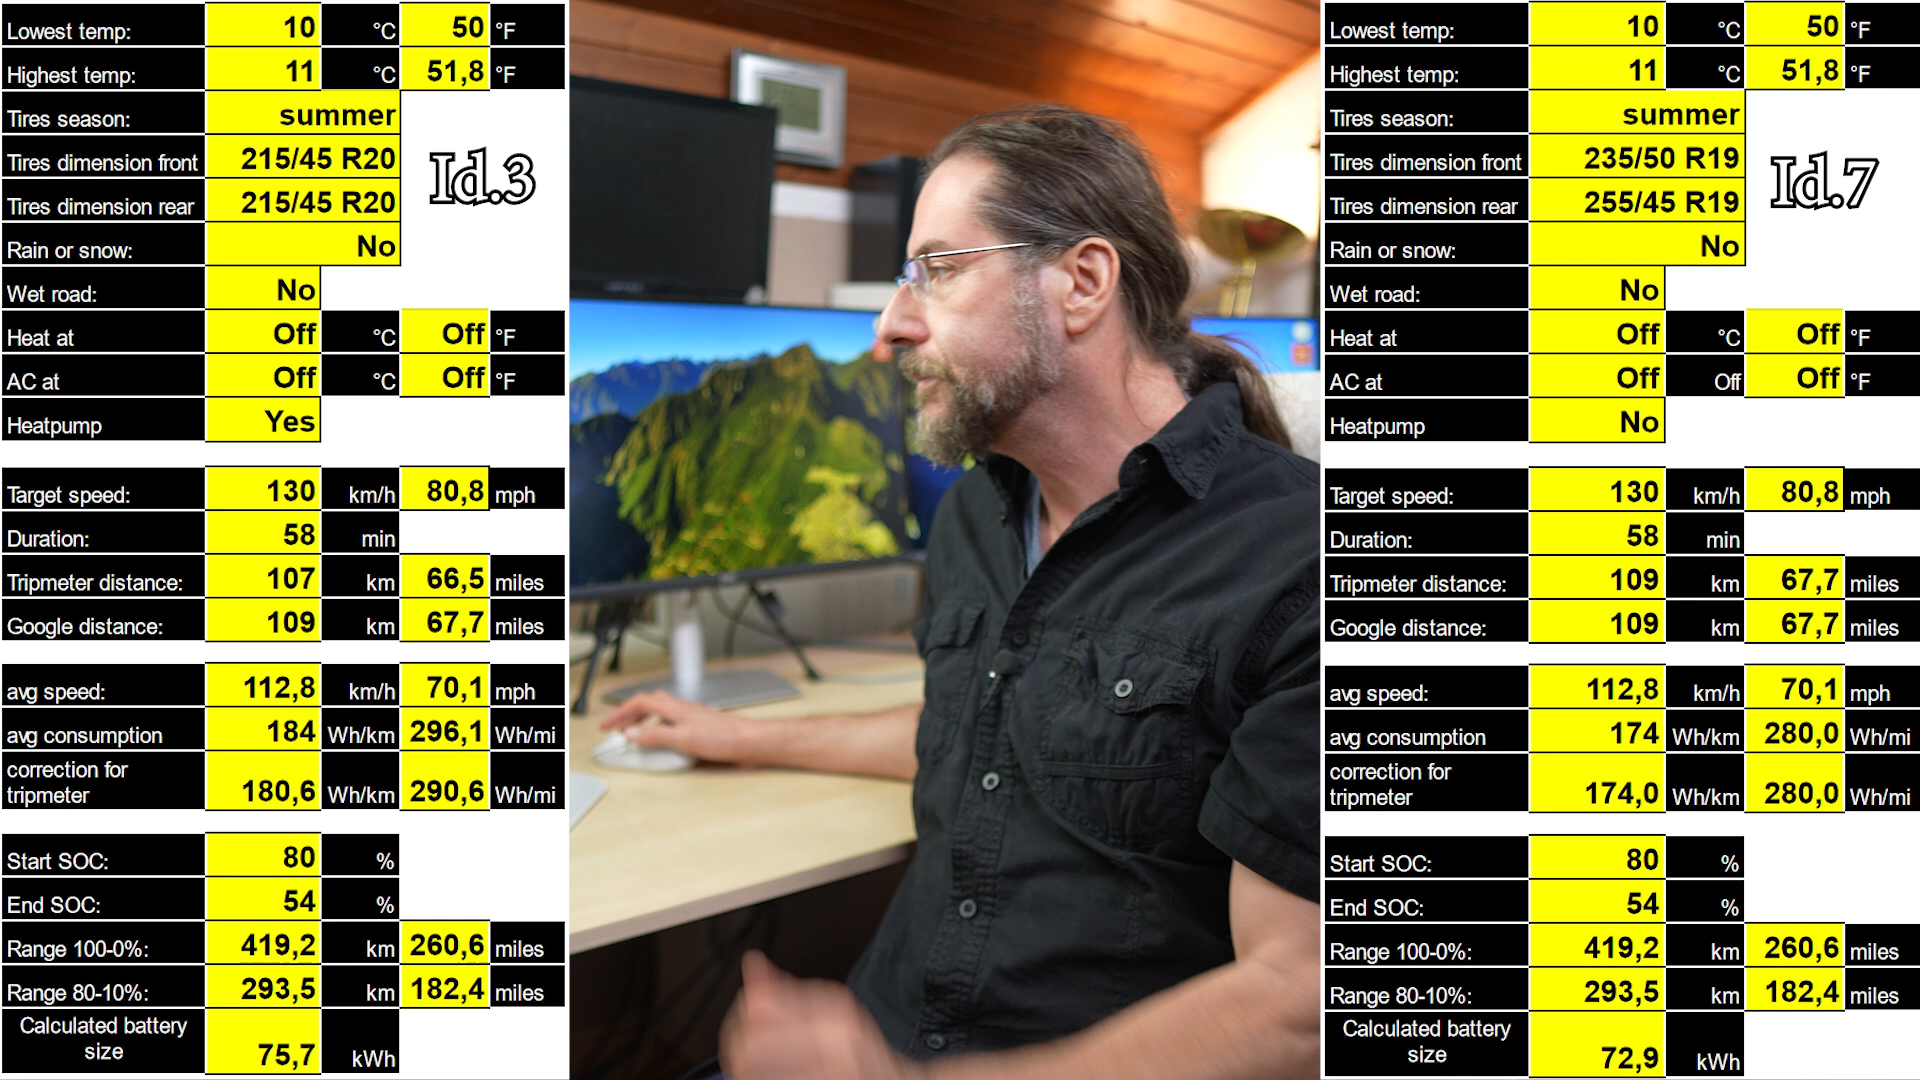 Lowest temp: 10 °C 50 °F
Highest temp: 11 °C 51,8 °F
Tires season: summer
Tires dimension front 215/45 R20
Id.3
Tires dimension rear 215/45 R20
Rain or snow: No
Wet road: No
Heat at Off °C Off °F
AC at Off °C Off °F
Heatpump Yes
Target speed: 130 km/h 80,8 mph
Duration: 58 min
Tripmeter distance: 107 km 66,5 miles
Google distance: 109 km 67,7 miles
avg speed: 112,8 km/h 70,1 mph
avg consumption 184 Wh/km 296,1 Wh/mi
correction for
tripmeter 180,6 Wh/km 290,6 Wh/mi
Start SOC: 80 %
End SOC: 54 %
Range 100-0%: 419,2 km 260,6 miles
Range 80-10%: 293,5 km 182,4 miles
Calculated battery
size 75,7 kWh
Lowest temp: 10 °C 50 °F
Highest temp: 11 °C 51,8 °F
Tires season: summer
Tires dimension front 235/50 R19
Id.7
Tires dimension rear 255/45 R19
Rain or snow: No
Wet road: No
Heat at Off °C Off °F
AC at Off Off Off °F
Heatpump No
Target speed: 130 km/h 80,8 mph
Duration: 58 min
Tripmeter distance: 109 km 67,7 miles
Google distance: 109 km 67,7 miles
avg speed: 112,8 km/h 70,1 mph
avg consumption 174 Wh/km 280,0 Wh/mi
correction for
tripmeter 174,0 Wh/km 280,0 Wh/mi
Start SOC: 80 %
End SOC: 54 %
Range 100-0%: 419,2 km 260,6 miles
Range 80-10%: 293,5 km 182,4 miles
Calculated battery
size 72,9 kWh